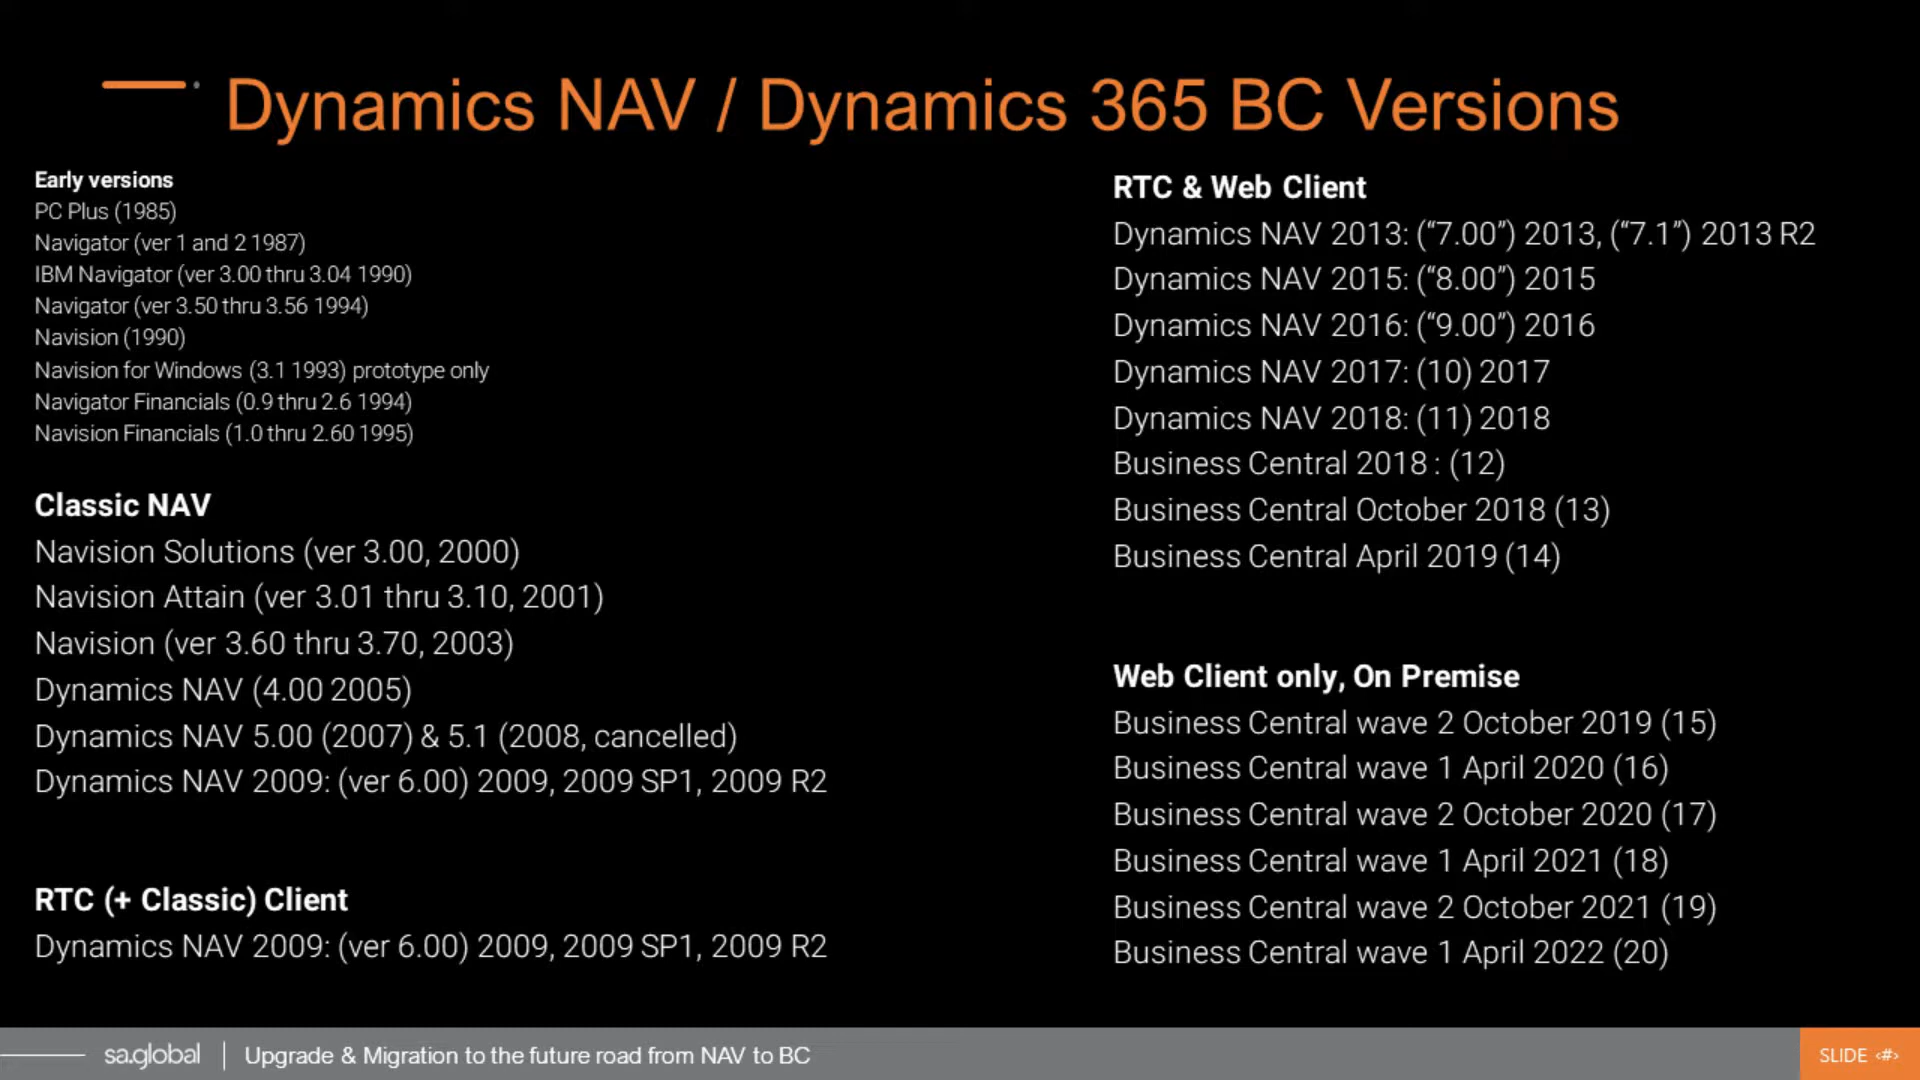 Dynamics NAV / Dynamics 365 BC Versions
Early versions
PC Plus (1985)
Navigator (ver 1 and 2 1987)
IBM Navigator (ver 3.00 thru 3.04 1990)
Navigator (ver 3.50 thru 3.56 1994)
Navision (1990)
Navision for Windows (3.1 1993) prototype only
Navigator Financials (0.9 thru 2.6 1994)
Navision Financials (1.0 thru 2.60 1995)
Classic NAV
Navision Solutions (ver 3.00, 2000)
Navision Attain (ver 3.01 thru 3.10, 2001)
Navision (ver 3.60 thru 3.70, 2003)
Dynamics NAV (4.00 2005)
Dynamics NAV 5.00 (2007) & 5.1 (2008, cancelled)
Dynamics NAV 2009: (ver 6.00) 2009, 2009 SP1, 2009 R2
RTC (+ Classic) Client
Dynamics NAV 2009: (ver 6.00) 2009, 2009 SP1, 2009 R2
RTC & Web Client
Dynamics NAV 2013: (“7.00”) 2013, (“7.1”) 2013 R2
Dynamics NAV 2015: (“8.00”) 2015
Dynamics NAV 2016: (“9.00”) 2016
Dynamics NAV 2017: (10) 2017
Dynamics NAV 2018: (11) 2018
Business Central 2018 : (12)
Business Central October 2018 (13)
Business Central April 2019 (14)
Web Client only, On Premise
Business Central wave 2 October 2019 (15)
Business Central wave 1 April 2020 (16)
Business Central wave 2 October 2020 (17)
Business Central wave 1 April 2021 (18)
Business Central wave 2 October 2021 (19)
Business Central wave 1 April 2022 (20)
sa.global | Upgrade & Migration to the future road from NAV to BC
SLIDE ‹#›